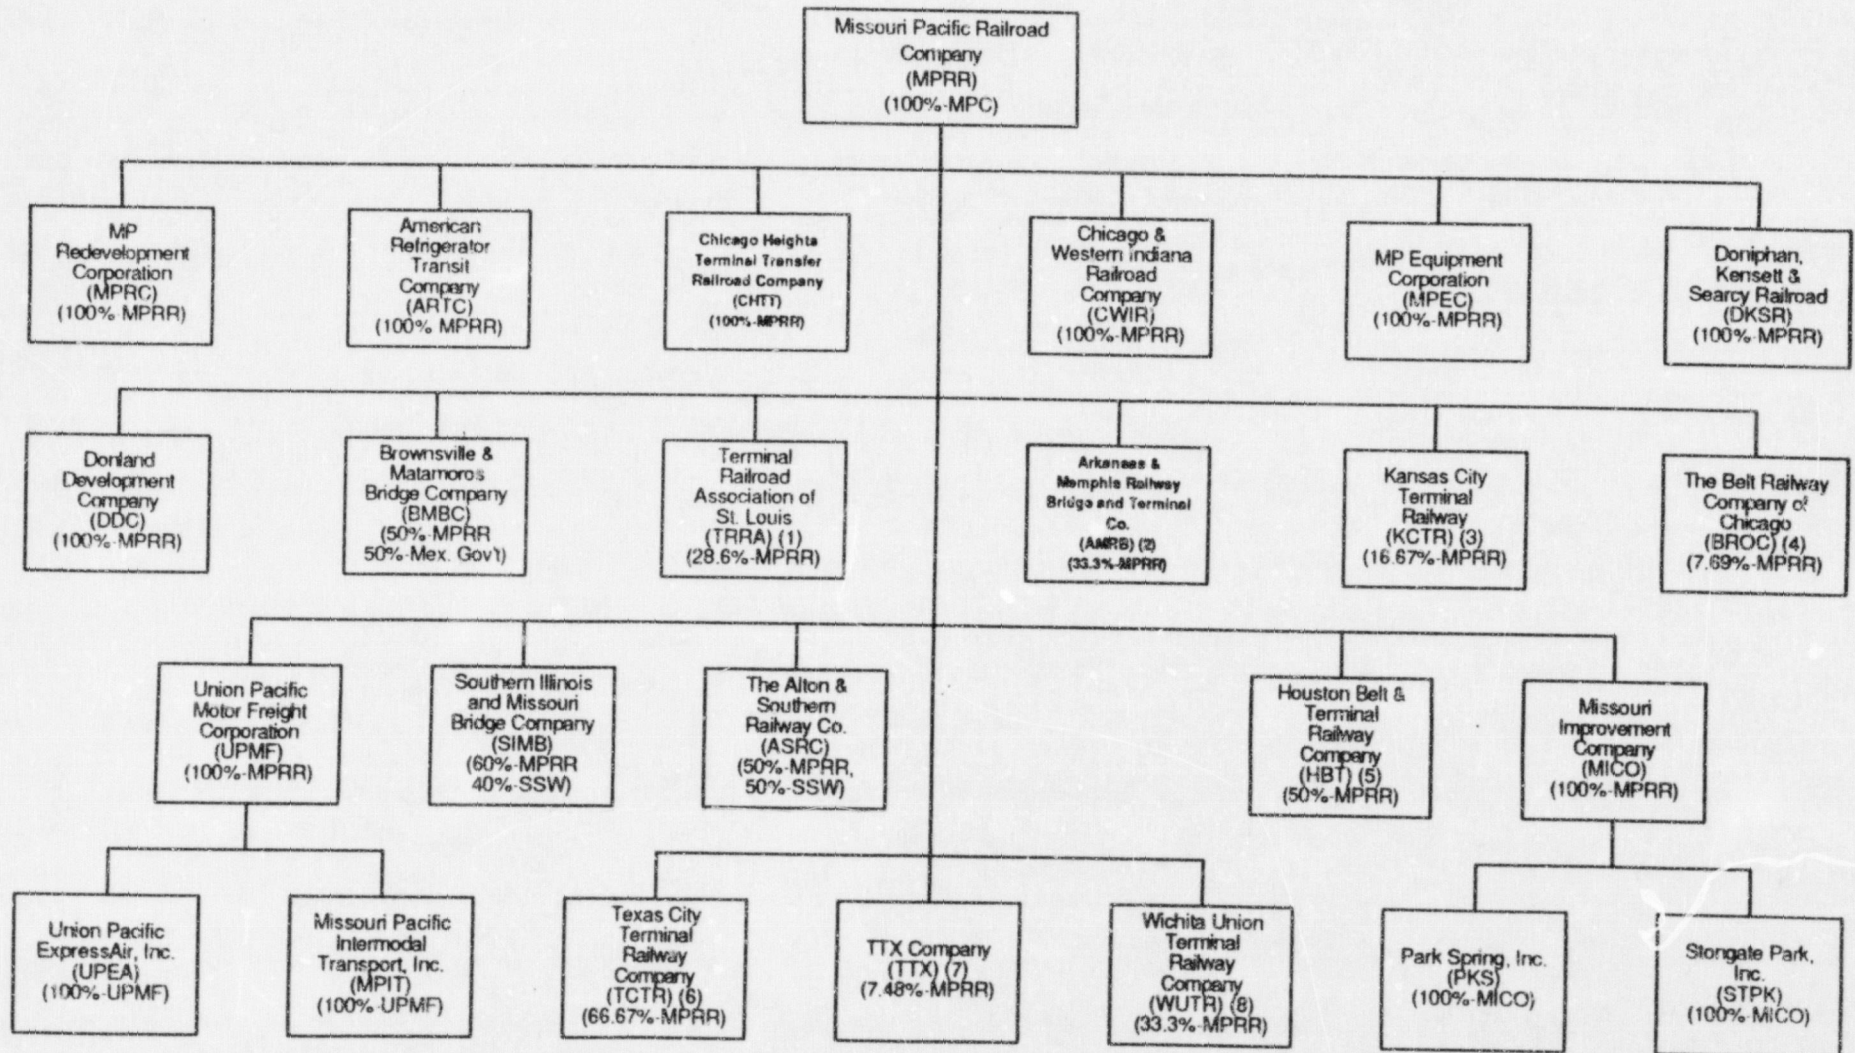 Missouri Pacific Railroad
Company
(MPRR)
(100%-MPC)
MP
Redevelopment
Corporation
(MPRC)
(100%-MPRR)
American
Refrigerator
Transit
Company
(ARTC)
(100% MPRR)
Chicago Heights
Terminal Transfer
Railroad Company
(CHTT)
(100%-MPRR)
Chicago &
Western Indiana
Railroad
Company
(CWIR)
(100%-MPRR)
MP Equipment
Corporation
(MPEC)
(100%-MPRR)
Doniphan,
Kensett &
Searcy Railroad
(DKSR)
(100%-MPRR)
Donland
Development
Company
(DDC)
(100%-MPRR)
Brownsville &
Matamoros
Bridge Company
(BMBC)
(50%-MPRR
50%-Mex. Gov't)
Terminal
Railroad
Association of
St. Louis
(TRRA) (1)
(28.6%-MPRR)
Arkansas &
Memphis Railway
Bridge and Terminal
Co.
(AMRB) (2)
(33.3%-MPRR)
Kansas City
Terminal
Railway
(KCTR) (3)
(16.67%-MPRR)
The Belt Railway
Company of
Chicago
(BROC) (4)
(7.69%-MPRR)
Union Pacific
Motor Freight
Corporation
(UPMF)
(100%-MPRR)
Southern Illinois
and Missouri
Bridge Company
(SIMB)
(60%-MPRR
40%-SSW)
The Alton &
Southern
Railway Co.
(ASRC)
(50%-MPRR,
50%-SSW)
Houston Belt &
Terminal
Railway
Company
(HBT) (5)
(50%-MPRR)
Missouri
Improvement
Company
(MICO)
(100%-MPRR)
Union Pacific
ExpressAir, Inc.
(UPEA)
(100%-UPMF)
Missouri Pacific
Intermodal
Transport, Inc.
(MPIT)
(100%-UPMF)
Texas City
Terminal
Railway
Company
(TCTR) (6)
(66.67%-MPRR)
TTX Company
(TTX) (7)
(7.48%-MPRR)
Wichita Union
Terminal
Railway
Company
(WUTR) (8)
(33.3%-MPRR)
Park Spring, Inc.
(PKS)
(100%-MICO)
Stongate Park,
Inc.
(STPK)
(100%-MICO)